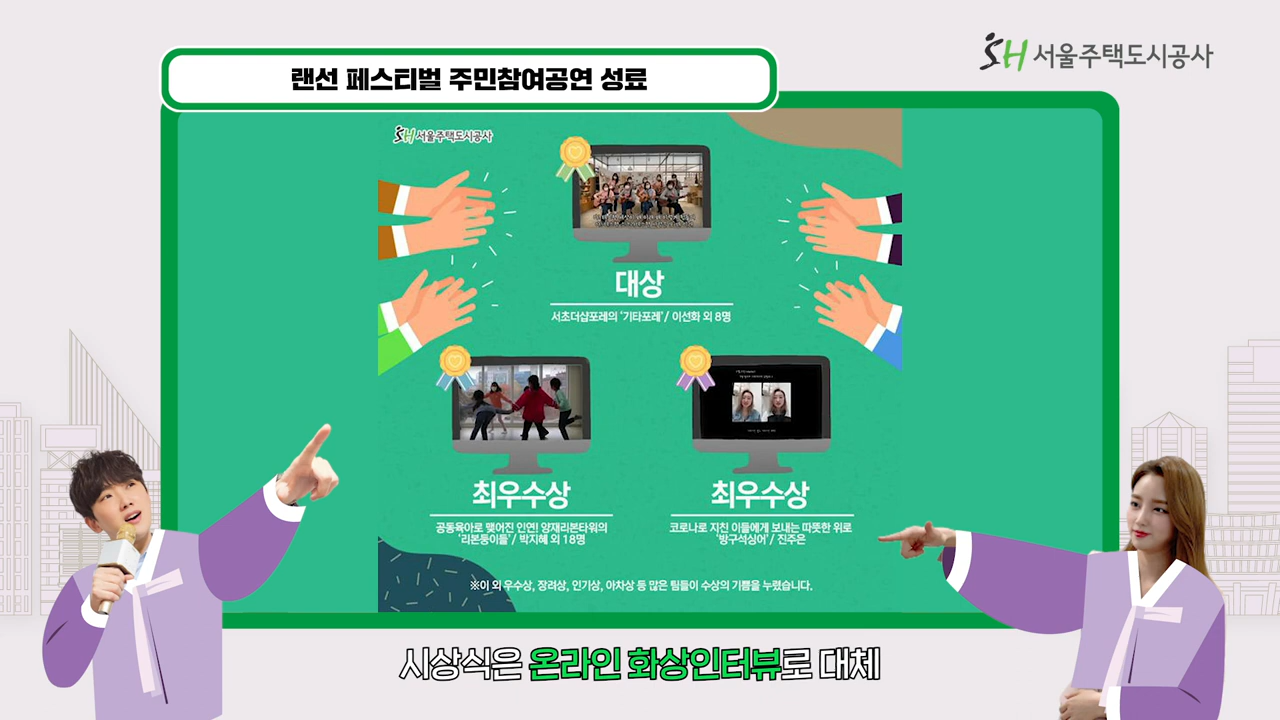 SH 서울주택도시공사
랜선 페스티벌 주민참여공연 성료
SH 서울주택도시공사
대상
서초더샵포레의 '기타포레' / 이선화 외 8명
최우수상
공동육아로 맺어진 인연! 양재리본타워의
'리본둥이들' / 박지혜 외 18명
최우수상
코로나로 지친 이들에게 보내는 따뜻한 위로
'방구석싱어' / 진주은
※이 외 우수상, 장려상, 인기상, 아차상 등 많은 팀들이 수상의 기쁨을 누렸습니다.
시상식은 온라인 화상인터뷰로 대체